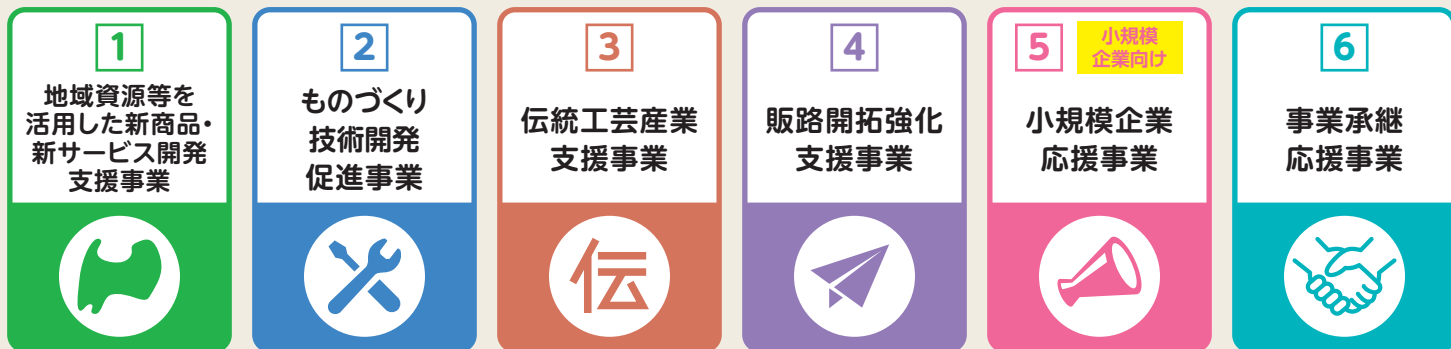 1
地域資源等を
活用した新商品・
新サービス開発
支援事業
2
ものづくり
技術開発
促進事業
3
伝統工芸産業
支援事業
伝
4
販路開拓強化
支援事業
5
小規模
企業向け
小規模企業
応援事業
6
事業承継
応援事業